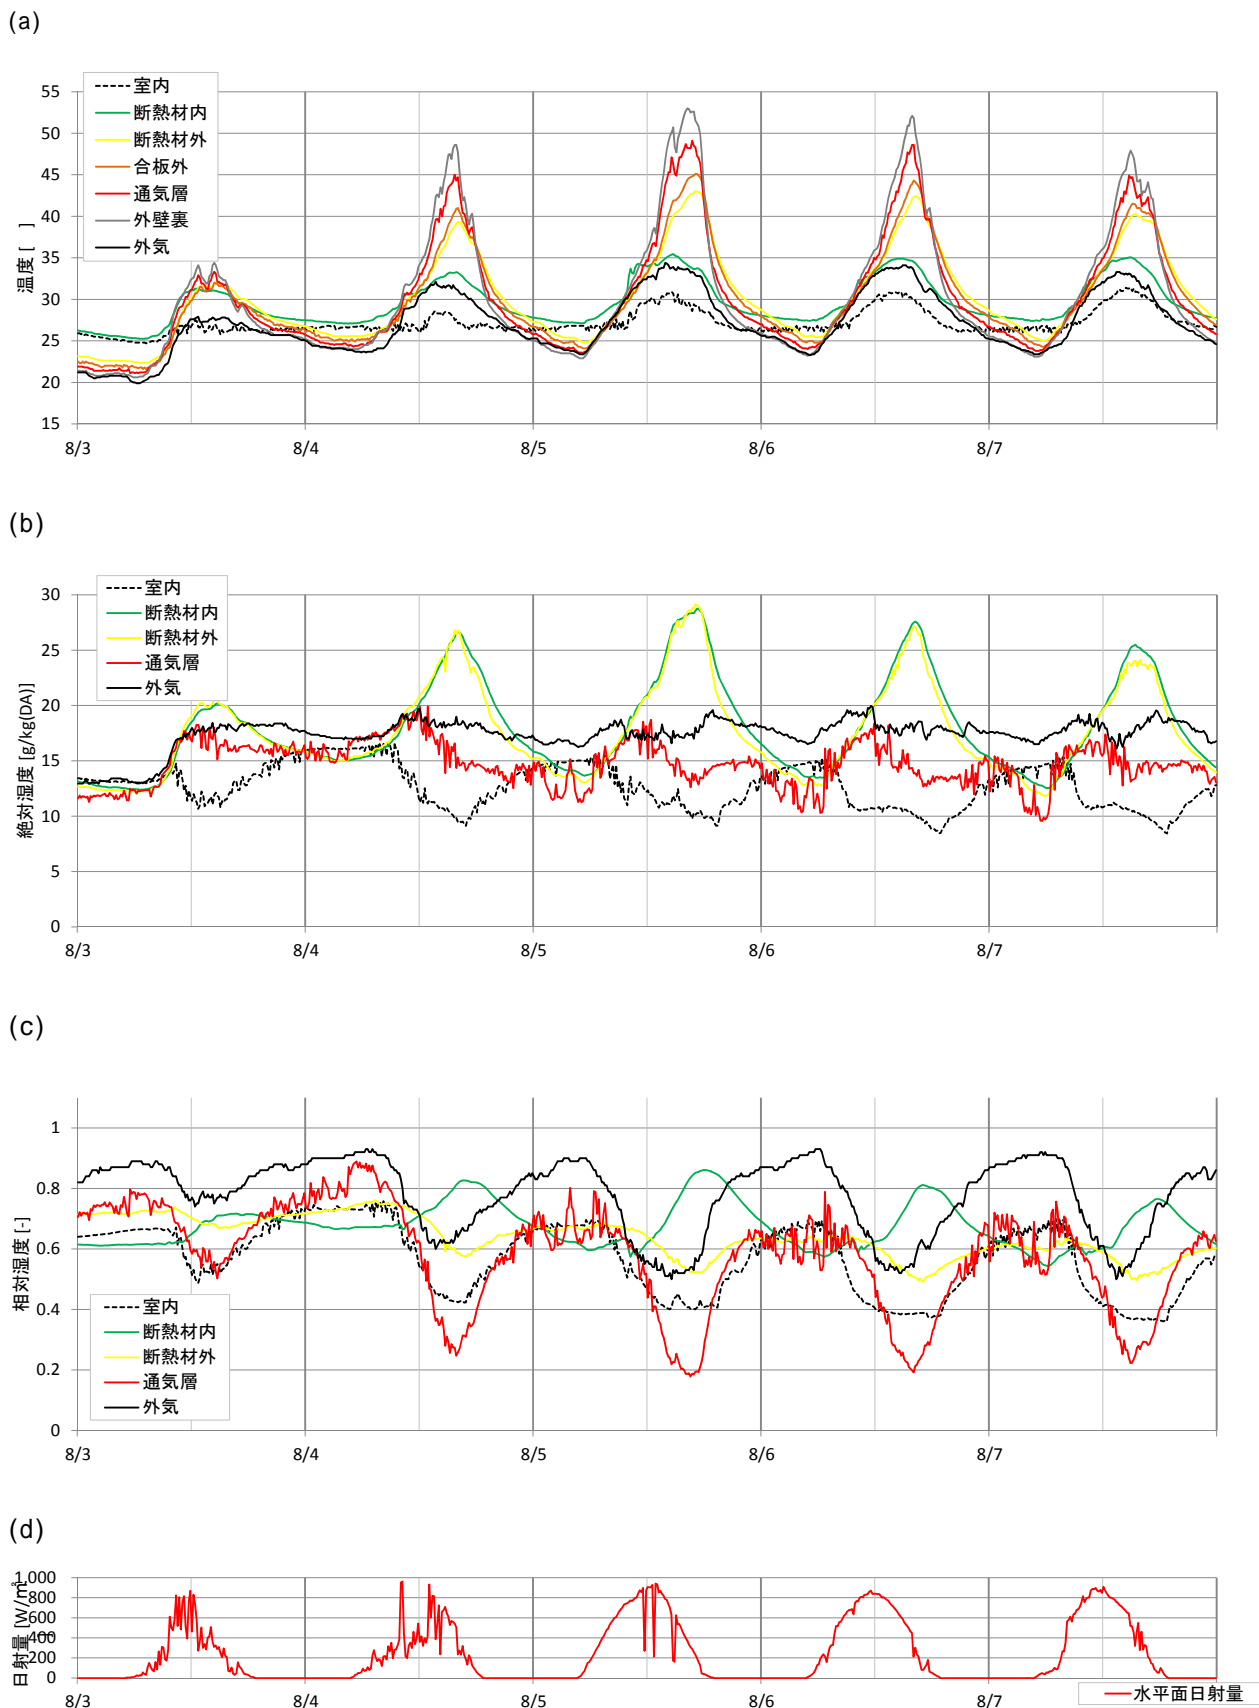 (a)
室内
断熱材内
断熱材外
合板外
通気層
外壁裏
外気
温度 [ ]
55
50
45
40
35
30
25
20
15
8/3
8/4
8/5
8/6
8/7
(b)
室内
断熱材内
断熱材外
通気層
外気
絶対湿度 [g/kg(DA)]
30
25
20
15
10
5
0
8/3
8/4
8/5
8/6
8/7
(c)
相対湿度 [-]
1
0.8
0.6
0.4
0.2
0
室内
断熱材内
断熱材外
通気層
外気
8/3
8/4
8/5
8/6
8/7
(d)
日射量 [W/m²]
1,000
800
600
400
200
0
8/3
8/4
8/5
8/6
8/7
水平面日射量